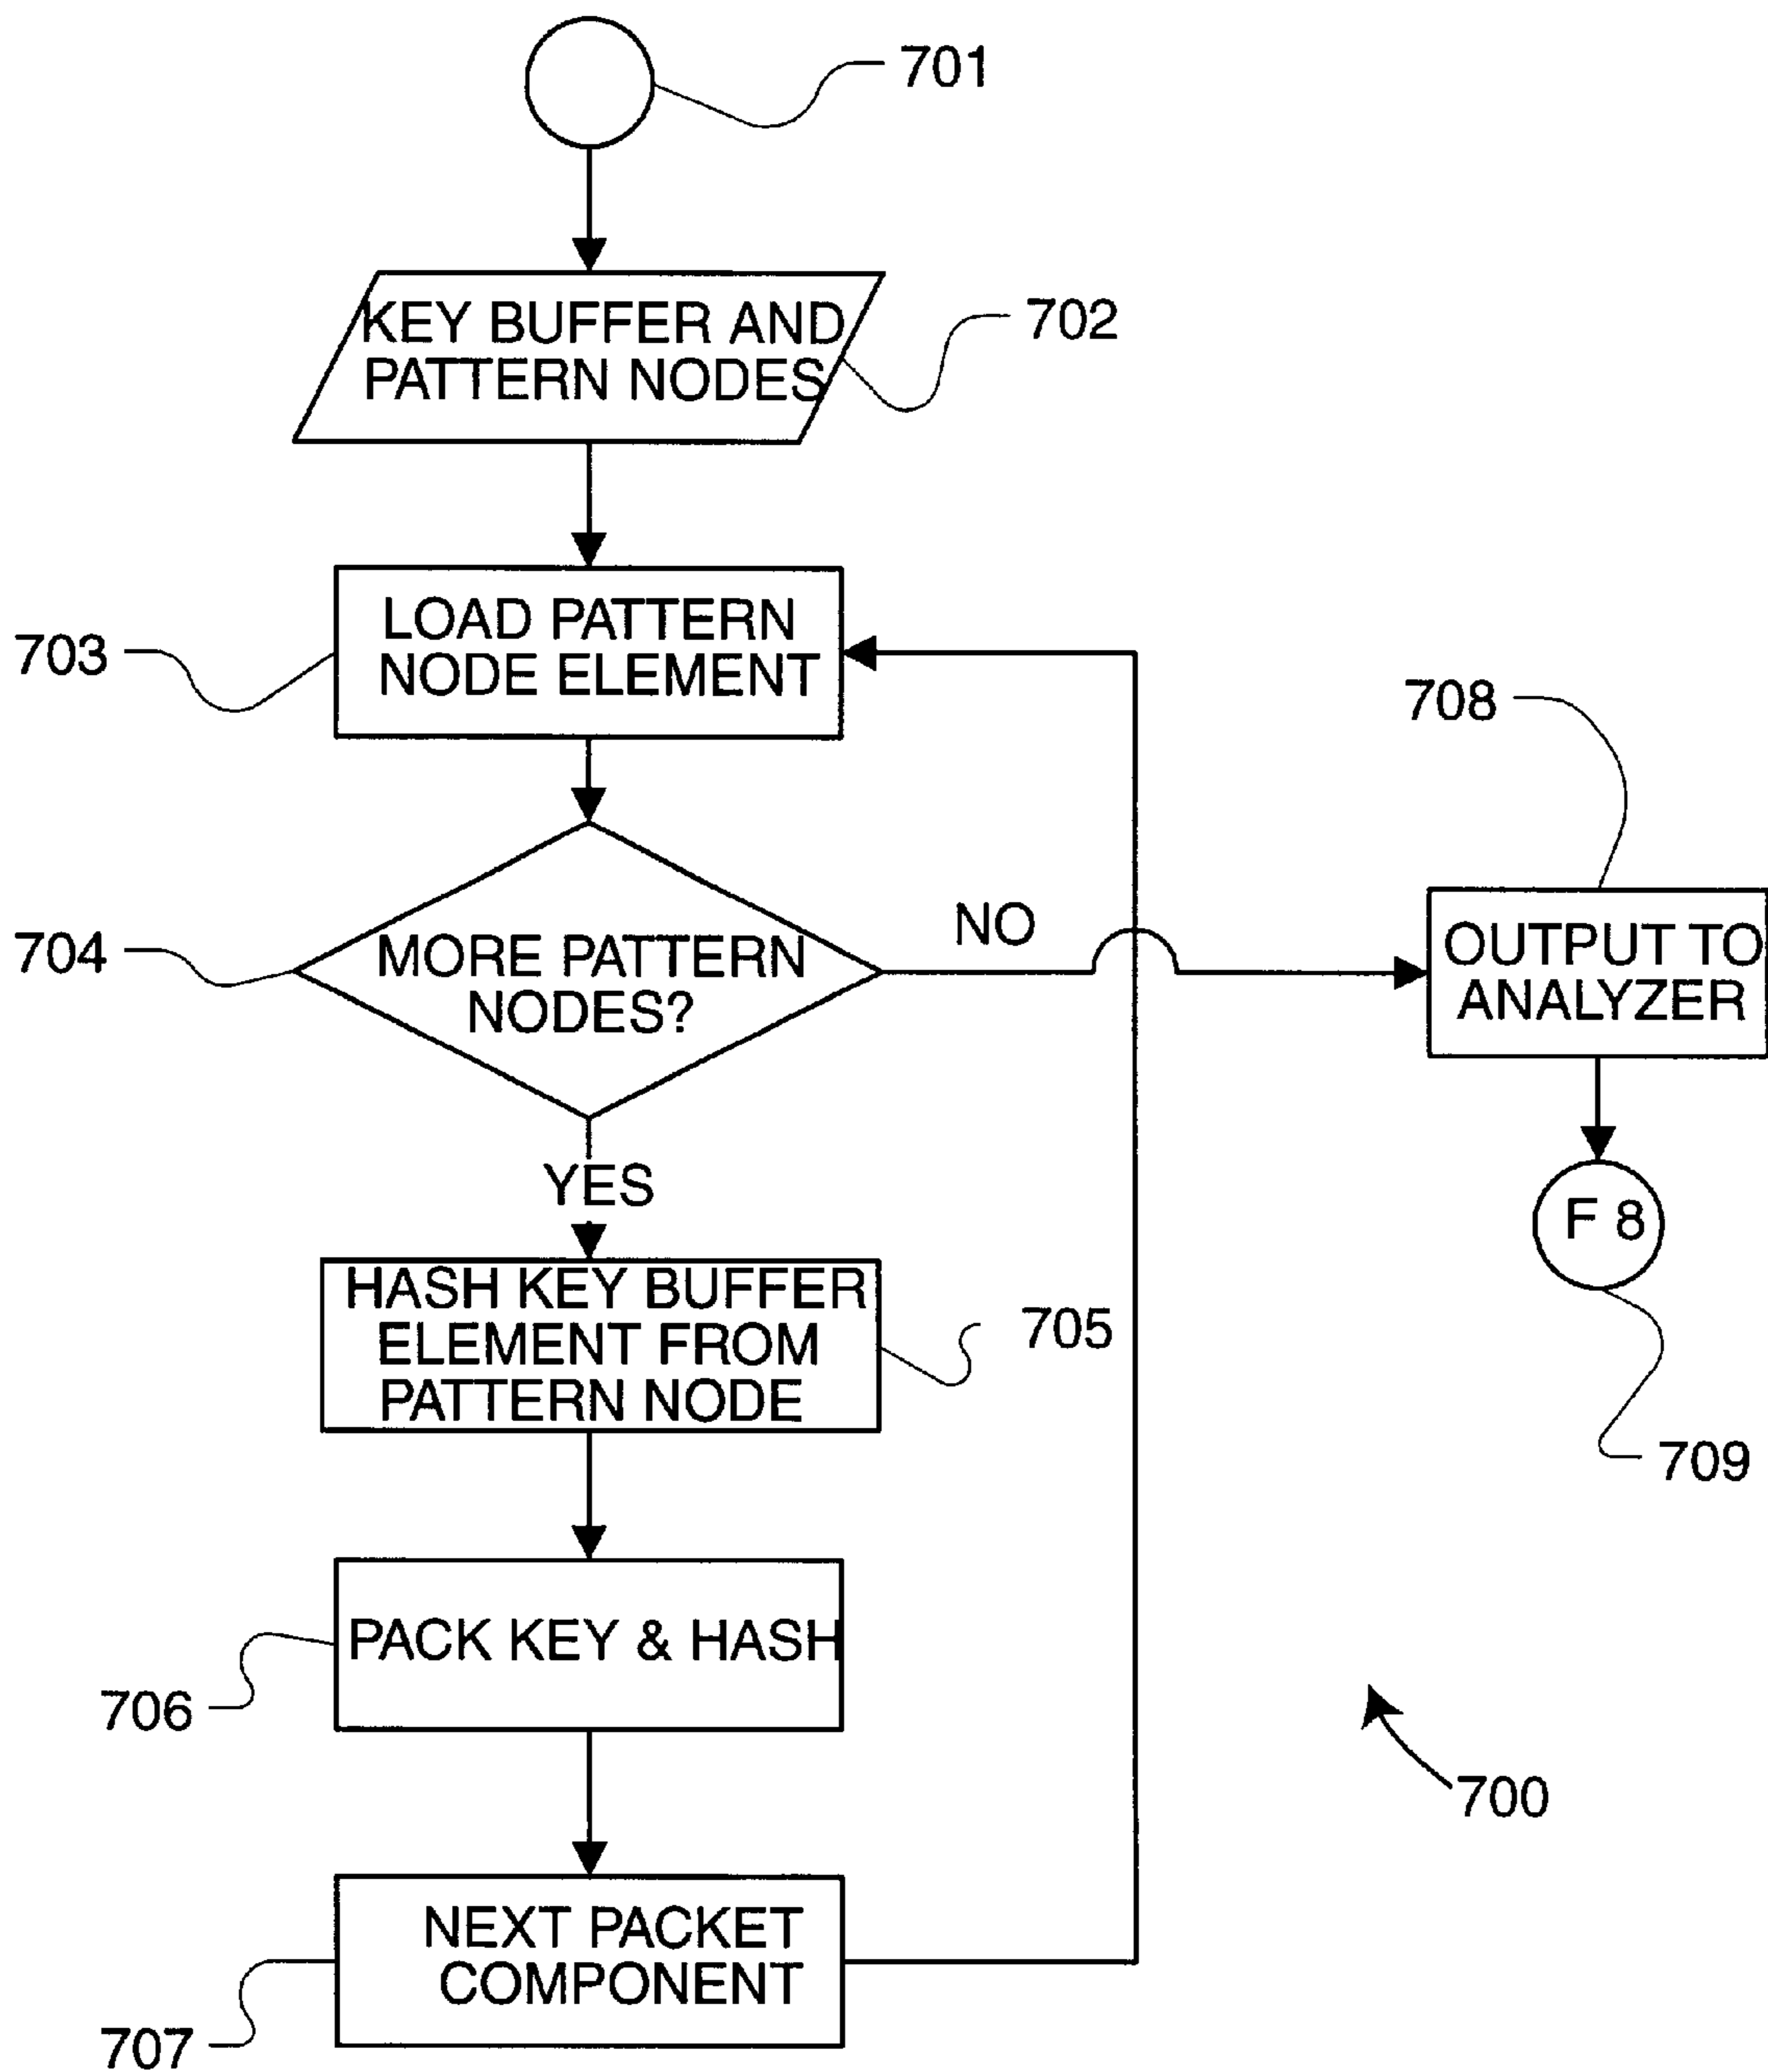 701
KEY BUFFER AND
PATTERN NODES
702
LOAD PATTERN
NODE ELEMENT
703
708
MORE PATTERN
NODES?
704
NO
OUTPUT TO
ANALYZER
YES
F 8
HASH KEY BUFFER
ELEMENT FROM
PATTERN NODE
705
709
PACK KEY & HASH
706
700
NEXT PACKET
COMPONENT
707